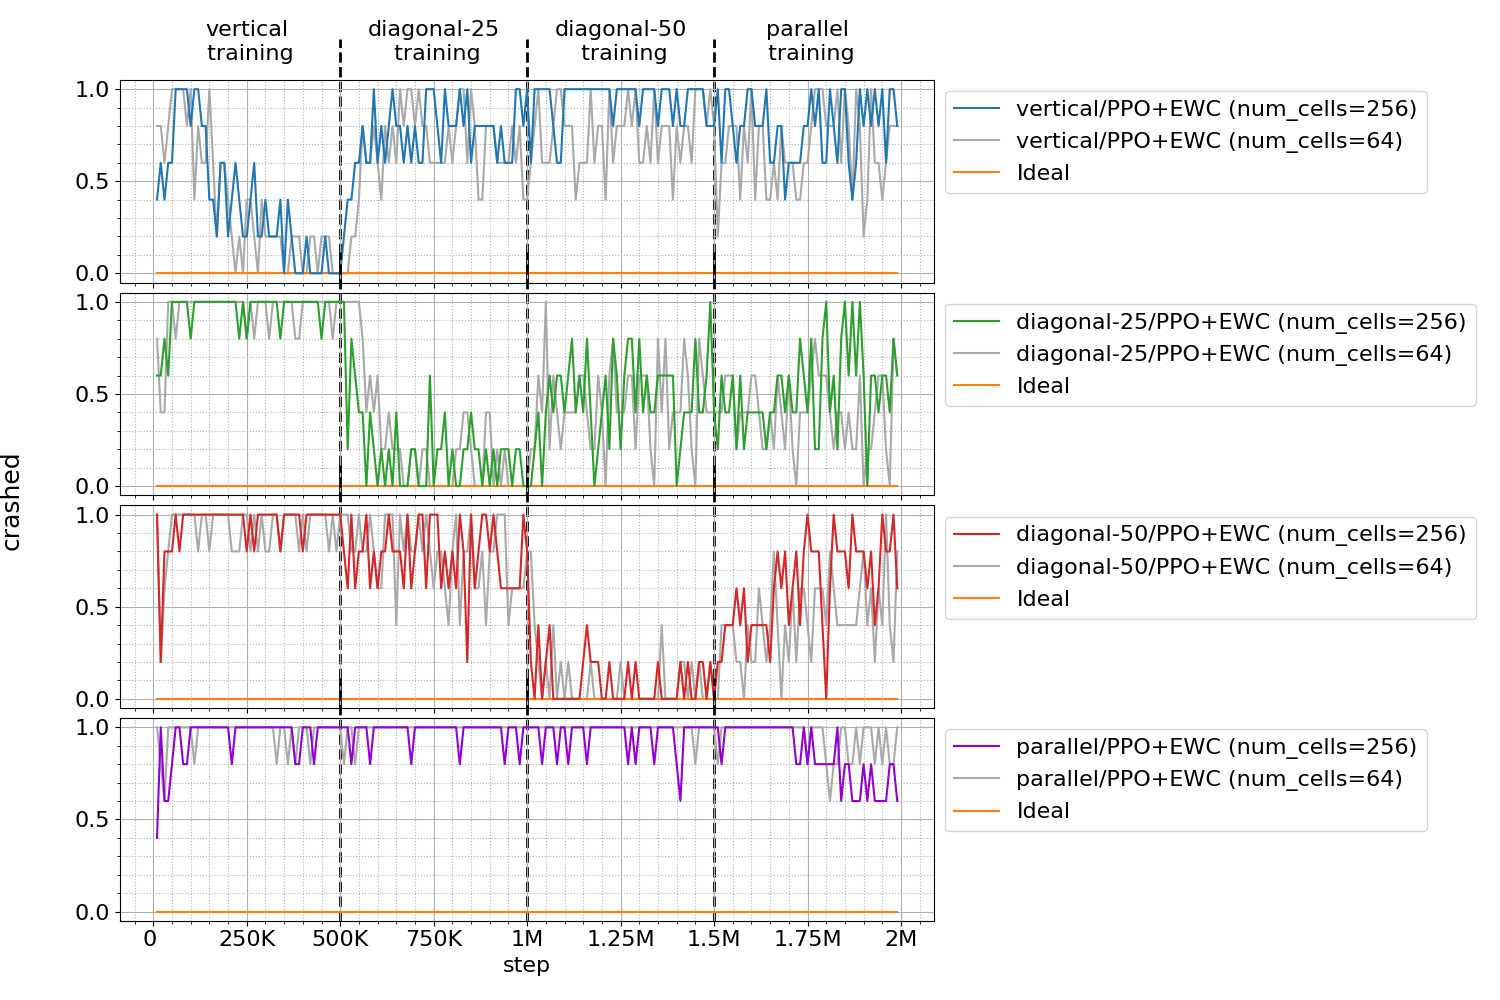 vertical
training
diagonal-25
training
diagonal-50
training
parallel
training
1.0
0.5
0.0
vertical/PPO+EWC (num_cells=256)
vertical/PPO+EWC (num_cells=64)
Ideal
1.0
0.5
0.0
diagonal-25/PPO+EWC (num_cells=256)
diagonal-25/PPO+EWC (num_cells=64)
Ideal
crashed
1.0
0.5
0.0
diagonal-50/PPO+EWC (num_cells=256)
diagonal-50/PPO+EWC (num_cells=64)
Ideal
1.0
0.5
0.0
parallel/PPO+EWC (num_cells=256)
parallel/PPO+EWC (num_cells=64)
Ideal
0 250K 500K 750K 1M 1.25M 1.5M 1.75M 2M
step